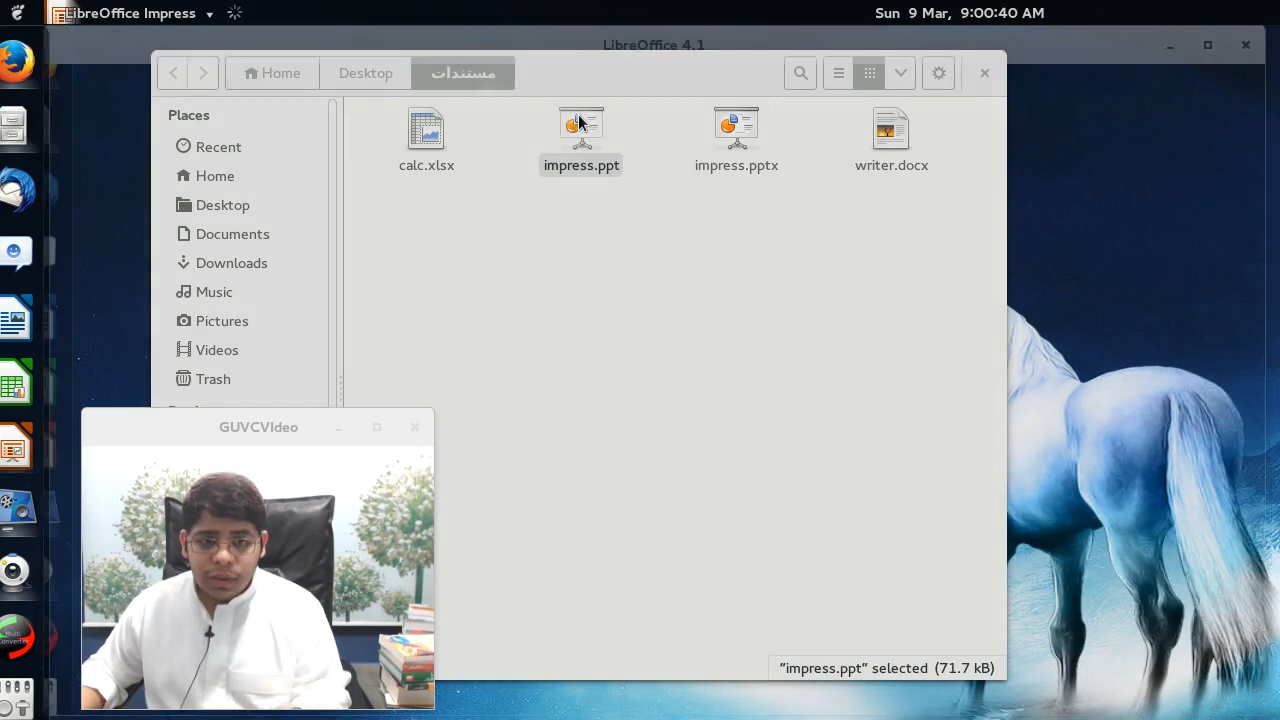 LibreOffice Impress
Sun 9 Mar, 9:00:40 AM
LibreOffice 4.1
Home
Desktop
مستندات
Places
Recent
Home
Desktop
Documents
Downloads
Music
Pictures
Videos
Trash
calc.xlsx
impress.ppt
impress.pptx
writer.docx
GUVCVIdeo
"impress.ppt" selected (71.7 kB)